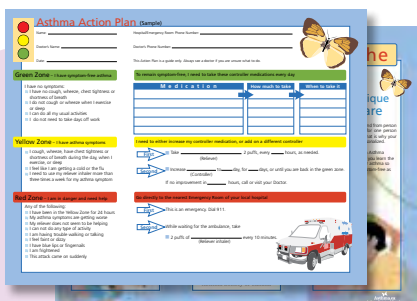 Asthma Action Plan (Sample)
Name:
Hospital/Emergency Room Phone Number:
Doctor's Name:
Doctor's Phone Number:
Date:
This Action Plan is a guide only. Always see a doctor if you are unsure what to do.
Green Zone - I have symptom-free asthma
To remain symptom-free, I need to take these controller medications every day
I have no symptoms:
I have no cough, wheeze, chest tightness or
shortness of breath
I do not cough or wheeze when I exercise
or sleep
I can do all my usual activities
I do not need to take days off work
Medication
How much to take
When to take it
Yellow Zone - I have asthma symptoms
I need to either increase my controller medication, or add on a different controller
I cough, wheeze, have chest tightness or
shortness of breath during the day, when I
exercise, or sleep
I feel like I am getting a cold or the flu
I need to use my reliever inhaler more than
three times a week for my asthma symptoms
First
Take 2 puffs, every hours, as needed.
(Reliever)
Second
Increase to day, for days, or until you are back in the green zone.
(Controller)
If no improvement in hours, call or visit your Doctor.
Red Zone - I am in danger and need help
Go directly to the nearest Emergency Room of your local hospital
Any of the following:
I have been in the Yellow Zone for 24 hours
My asthma symptoms are getting worse
My reliever does not seem to be helping
I can not do any type of activity
I am having trouble walking or talking
I feel faint or dizzy
I have blue lips or fingernails
I am frightened
This attack came on suddenly
First
This is an emergency. Dial 911.
Second
While waiting for the ambulance, take
2 puffs of every 10 minutes.
(Reliever inhaler)
he
ique
are